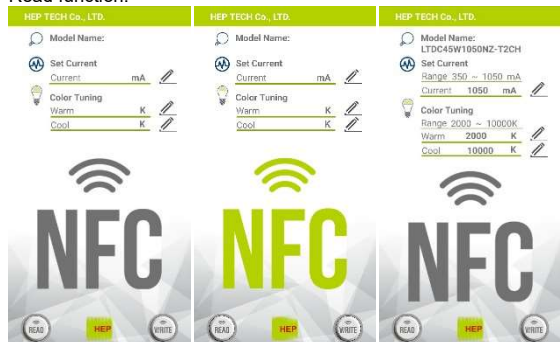 Read function:
HEP TECH Co., LTD.
Model Name:
Set Current
Current mA
Color Tuning
Warm K
Cool K
NFC
READ
HEP
WRITE
HEP TECH Co., LTD.
Model Name:
Set Current
Current mA
Color Tuning
Warm K
Cool K
NFC
READ
HEP
WRITE
HEP TECH Co., LTD.
Model Name:
LTDC45W1050NZ-T2CH
Set Current
Range 350 ~ 1050 mA
Current 1050 mA
Color Tuning
Range 2000 ~ 10000K
Warm 2000 K
Cool 10000 K
NFC
READ
HEP
WRITE